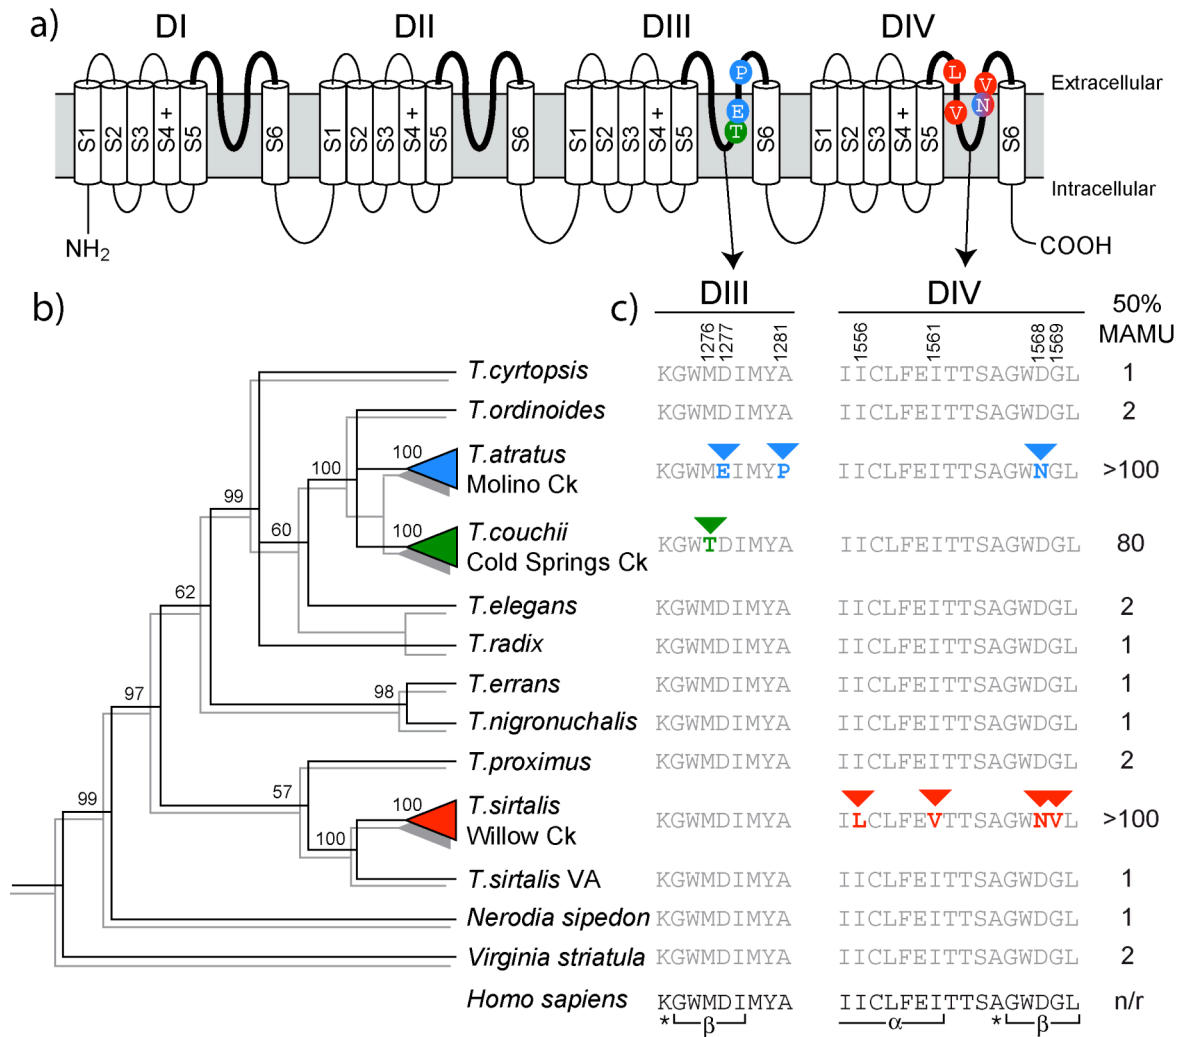 a) DI DII DIII DIV
P L V
E V N
T
Extracellular
S1 S2 S3 S4 + S5 S6 S1 S2 S3 S4 + S5 S6 S1 S2 S3 S4 + S5 S6 S1 S2 S3 S4 + S5 S6
Intracellular
NH2 COOH
b) c) DIII DIV 50%
MAMU
1276 1277 1281 1556 1561 1568 1569
T.cyrtopsis KGWMDIMYA IICLFEITTSAGWDGL 1
T.ordinoides KGWMDIMYA IICLFEITTSAGWDGL 2
T.atratus
Molino Ck KGWMEIMYP IICLFEITTSAGWNGL >100
T.couchii
Cold Springs Ck KGWTDIMYA IICLFEITTSAGWDGL 80
T.elegans KGWMDIMYA IICLFEITTSAGWDGL 2
T.radix KGWMDIMYA IICLFEITTSAGWDGL 1
T.errans KGWMDIMYA IICLFEITTSAGWDGL 1
T.nigronuchalis KGWMDIMYA IICLFEITTSAGWDGL 1
T.proximus KGWMDIMYA IICLFEITTSAGWDGL 2
T.sirtalis
Willow Ck KGWMDIMYA ILCLFEVTTSAGWNVL >100
T.sirtalis VA KGWMDIMYA IICLFEITTSAGWDGL 1
Nerodia sipedon KGWMDIMYA IICLFEITTSAGWDGL 1
Virginia striatula KGWMDIMYA IICLFEITTSAGWDGL 2
Homo sapiens KGWMDIMYA IICLFEITTSAGWDGL n/r
* β α * β
99
100
100
100
60
62
98
97
57
100
99
100